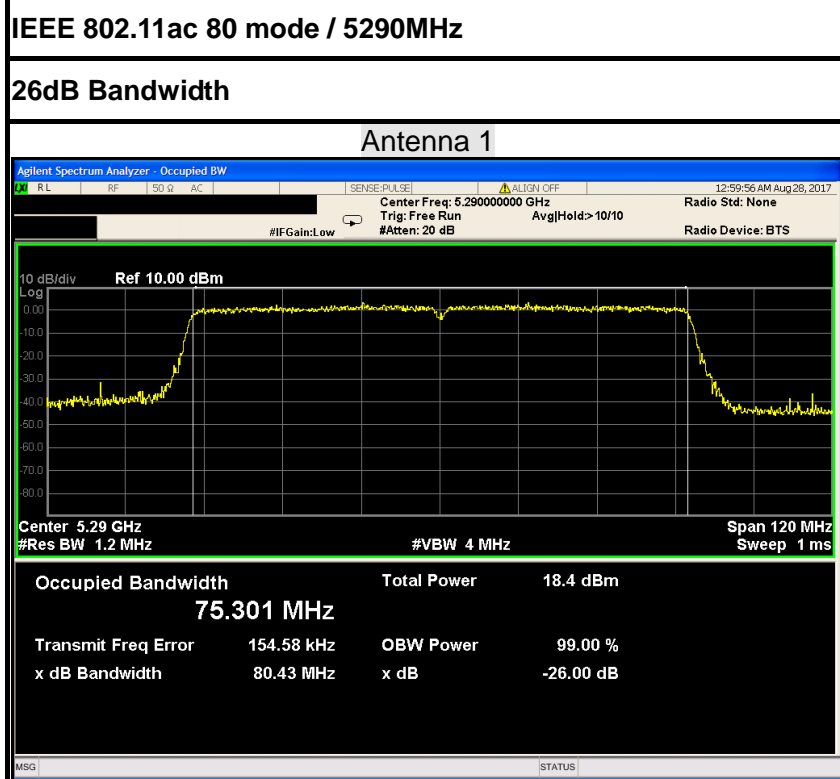 IEEE 802.11ac 80 mode / 5290MHz
26dB Bandwidth
Antenna 1
Agilent Spectrum Analyzer - Occupied BW
LXI RL RF 50 Ω AC SENSE:PULSE ALIGN OFF 12:59:56 AM Aug 28, 2017
Center Freq: 5.290000000 GHz Radio Std: None
Trig: Free Run Avg|Hold:>10/10
#IFGain:Low #Atten: 20 dB Radio Device: BTS
10 dB/div Ref 10.00 dBm
Log
0.00
-10.0
-20.0
-30.0
-40.0
-50.0
-60.0
-70.0
-80.0
Center 5.29 GHz Span 120 MHz
#Res BW 1.2 MHz #VBW 4 MHz Sweep 1 ms
Occupied Bandwidth Total Power 18.4 dBm
75.301 MHz
Transmit Freq Error 154.58 kHz OBW Power 99.00 %
x dB Bandwidth 80.43 MHz x dB -26.00 dB
MSG STATUS